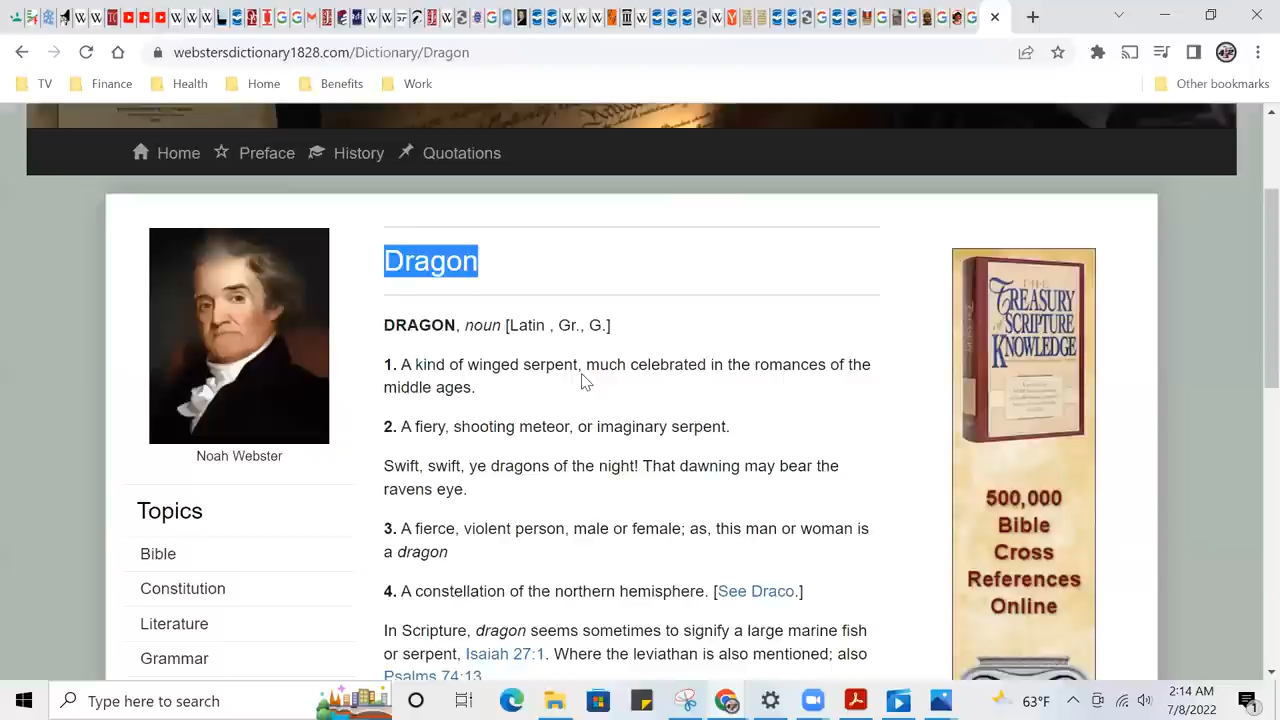 webstersdictionary1828.com/Dictionary/Dragon
TV Finance Health Home Benefits Work Other bookmarks
Home Preface History Quotations
Dragon
DRAGON, noun [Latin , Gr., G.]
1. A kind of winged serpent, much celebrated in the romances of the
middle ages.
2. A fiery, shooting meteor, or imaginary serpent.
Swift, swift, ye dragons of the night! That dawning may bear the
ravens eye.
3. A fierce, violent person, male or female; as, this man or woman is
a dragon
4. A constellation of the northern hemisphere. [See Draco.]
In Scripture, dragon seems sometimes to signify a large marine fish
or serpent, Isaiah 27:1. Where the leviathan is also mentioned; also
Psalms 74:13
Noah Webster
Topics
Bible
Constitution
Literature
Grammar
THE
TREASURY
of
SCRIPTURE
KNOWLEDGE
500,000
Bible
Cross
References
Online
Type here to search
63°F
2:14 AM
7/8/2022